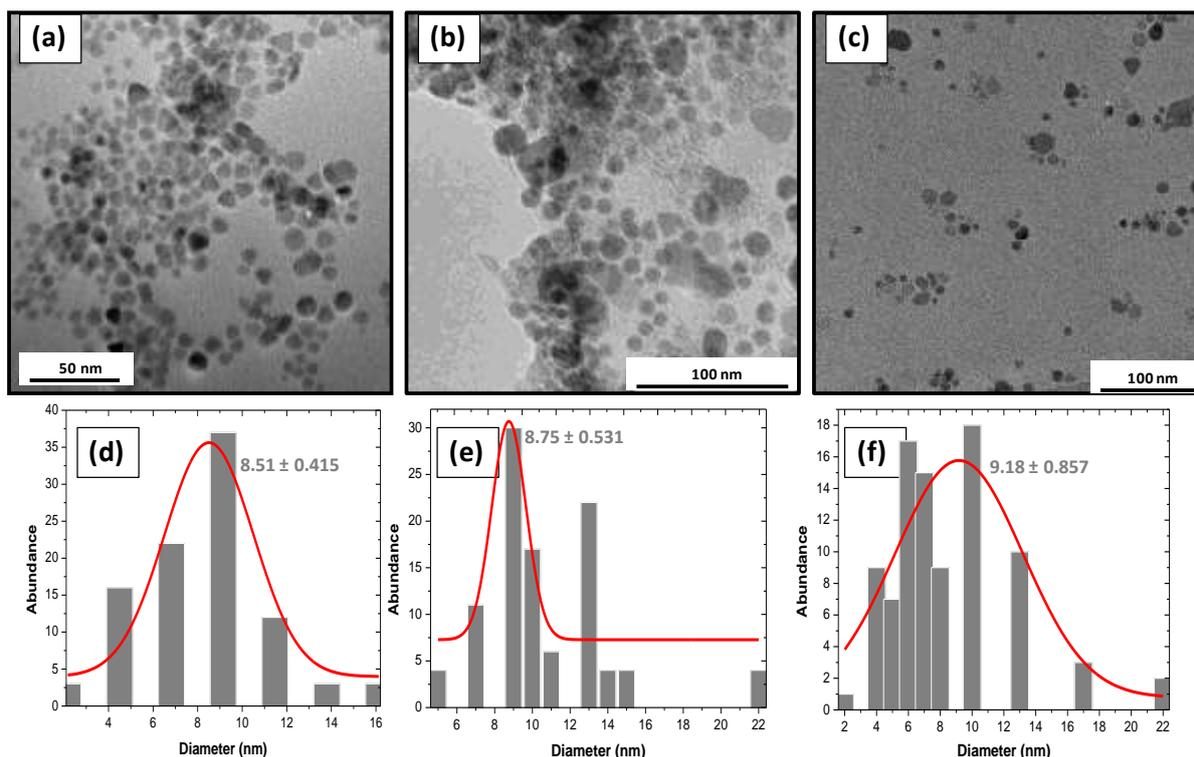 (a)
(b)
(c)
50 nm
100 nm
100 nm
(d)
8.51 ± 0.415
Abundance
40
35
30
25
20
15
10
5
0
4 6 8 10 12 14 16
Diameter (nm)
(e)
8.75 ± 0.531
Abundance
30
25
20
15
10
5
0
6 8 10 12 14 16 18 20 22
Diameter (nm)
(f)
9.18 ± 0.857
Abundance
18
16
14
12
10
8
6
4
2
0
2 4 6 8 10 12 14 16 18 20 22
Diameter (nm)